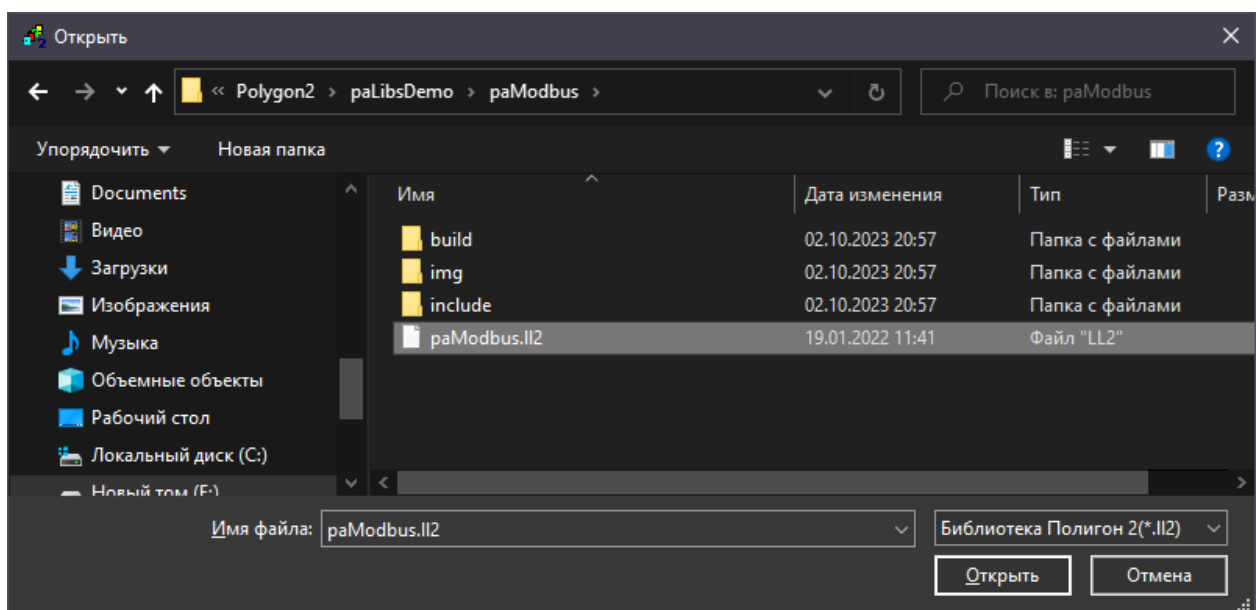 Открыть
« Polygon2 › paLibsDemo › paModbus ›
Поиск в: paModbus
Упорядочить Новая папка
?
Documents
Видео
Загрузки
Изображения
Музыка
Объемные объекты
Рабочий стол
Локальный диск (C:)
Новый том (F:)
Имя Дата изменения Тип Разм
build 02.10.2023 20:57 Папка с файлами
img 02.10.2023 20:57 Папка с файлами
include 02.10.2023 20:57 Папка с файлами
paModbus.ll2 19.01.2022 11:41 Файл "LL2"
Имя файла: paModbus.ll2 Библиотека Полигон 2(*.ll2)
Открыть Отмена